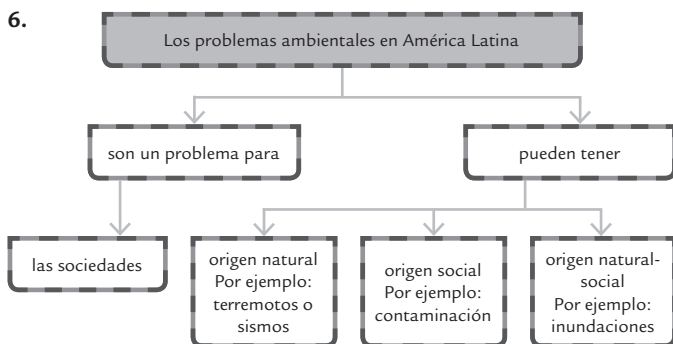 6.
Los problemas ambientales en América Latina
son un problema para
pueden tener
las sociedades
origen natural
Por ejemplo:
terremotos o
sismos
origen social
Por ejemplo:
contaminación
origen natural-
social
Por ejemplo:
inundaciones